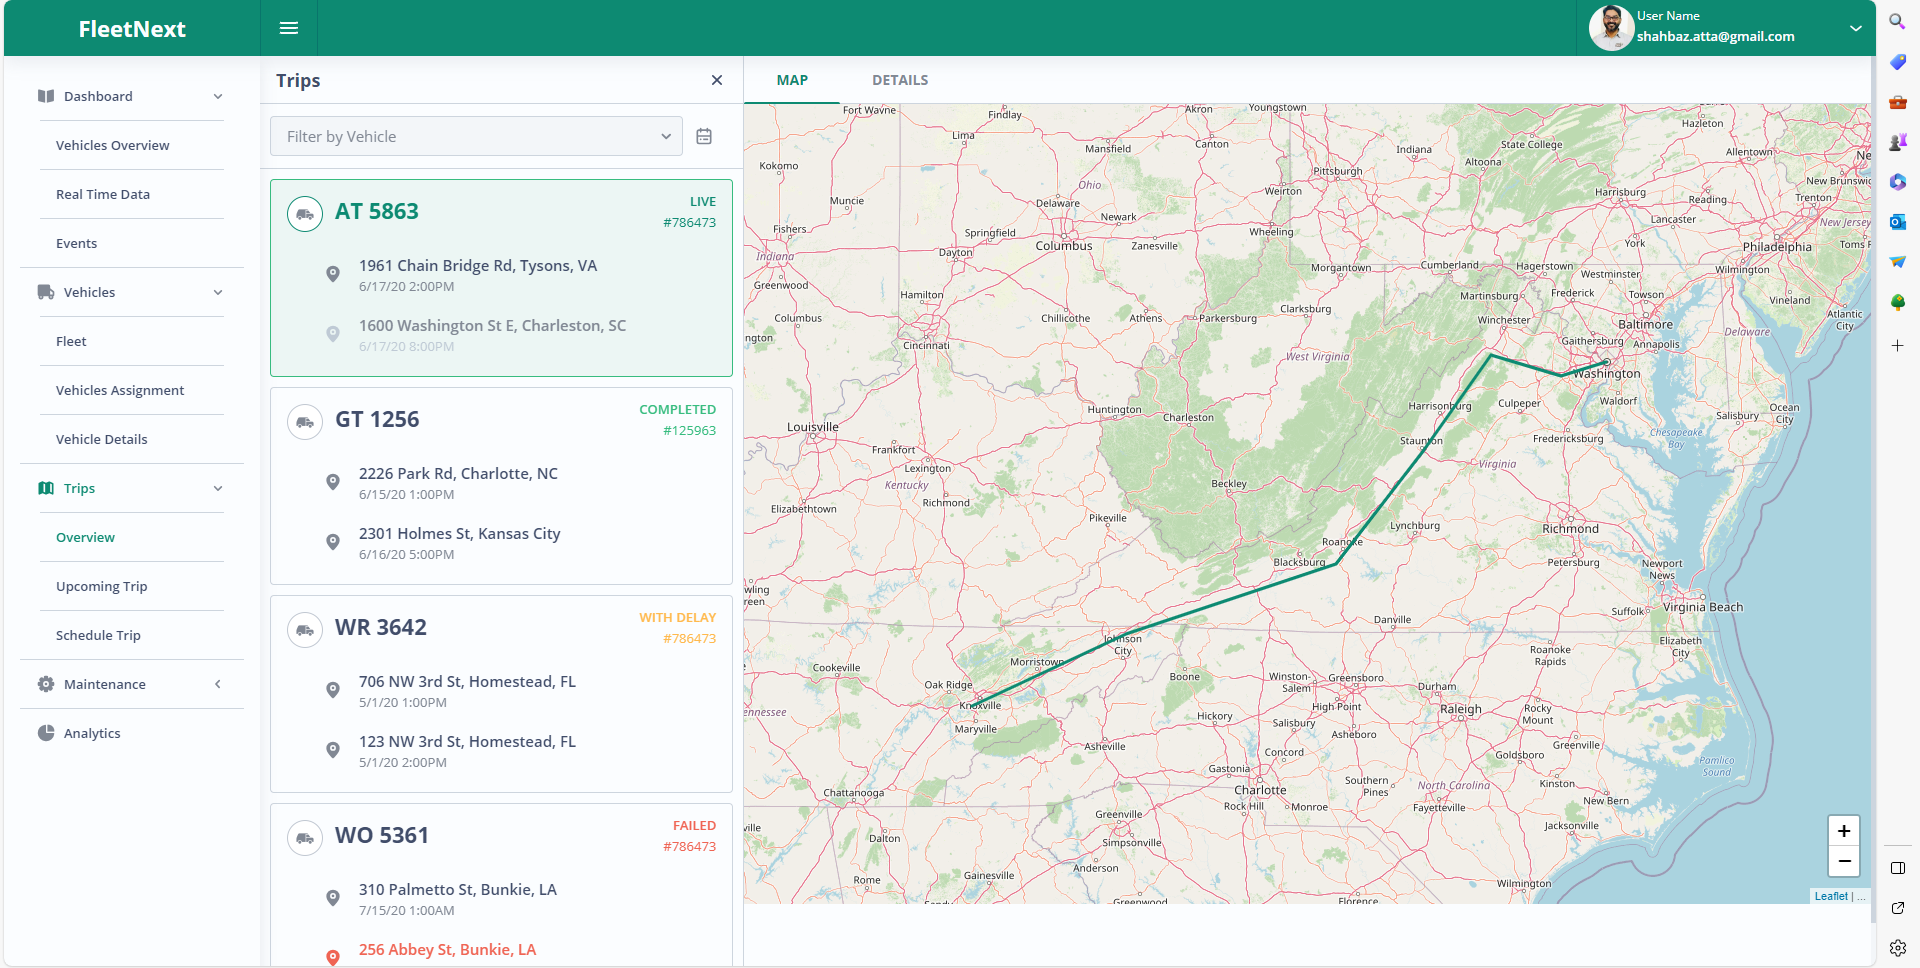 FleetNext
User Name
shahbaz.atta@gmail.com
Dashboard
Vehicles Overview
Real Time Data
Events
Vehicles
Fleet
Vehicles Assignment
Vehicle Details
Trips
Overview
Upcoming Trip
Schedule Trip
Maintenance
Analytics
Trips
Filter by Vehicle
AT 5863
LIVE
#786473
1961 Chain Bridge Rd, Tysons, VA
6/17/20 2:00PM
1600 Washington St E, Charleston, SC
6/17/20 8:00PM
GT 1256
COMPLETED
#125963
2226 Park Rd, Charlotte, NC
6/15/20 1:00PM
2301 Holmes St, Kansas City
6/16/20 5:00PM
WR 3642
WITH DELAY
#786473
706 NW 3rd St, Homestead, FL
5/1/20 1:00PM
123 NW 3rd St, Homestead, FL
5/1/20 2:00PM
WO 5361
FAILED
#786473
310 Palmetto St, Bunkie, LA
7/15/20 1:00AM
256 Abbey St, Bunkie, LA
MAP
DETAILS
Fort Wayne
Findlay
Akron
Youngstown
Lima
Mansfield
Canton
State College
Hazleton
Kokomo
Indiana
Allentown
Altoona
Pittsburgh
Ohio
Weirton
New Brunswick
Muncie
Delaware
Newark
Harrisburg
Reading
Trenton
Lancaster
New Jersey
Fishers
Springfield
Wheeling
Columbus
Zanesville
York
Philadelphia
Toms R
Indiana
Dayton
Morgantown
Cumberland
Hagerstown
Westminster
Wilmington
Greenwood
Hamilton
Clarksburg
Martinsburg
Frederick
Towson
Vineland
Columbus
Chillicothe
Athens
Parkersburg
Winchester
Baltimore
Delaware
Atlantic
City
ngton
Cincinnati
Gaithersburg
Annapolis
West Virginia
Washington
Huntington
Charleston
Harrisonburg
Culpeper
Waldorf
Salisbury
Ocean
City
Louisville
Staunton
Fredericksburg
Chesapeake
Bay
Frankfort
Lexington
Virginia
Kentucky
Beckley
Richmond
Elizabethtown
Pikeville
Lynchburg
Richmond
Roanoke
Blacksburg
Petersburg
Newport
News
wling
reen
Suffolk
Virginia Beach
Danville
Johnson
City
Elizabeth
City
Roanoke
Rapids
Morristown
Cookeville
Oak Ridge
Boone
Winston-
Salem
Greensboro
Durham
Knoxville
ennessee
High Point
Raleigh
Rocky
Mount
Maryville
Hickory
Salisbury
Asheboro
Asheville
Concord
Goldsboro
Greenville
Pamlico
Sound
Gastonia
Charlotte
Southern
Pines
North Carolina
Kinston
Chattanooga
Rock Hill
Monroe
Fayetteville
New Bern
Greenville
Jacksonville
ville
Dalton
Simpsonville
Anderson
Rome
Gainesville
Wilmington
Greenwood
Florence
+
−
Leaflet | ...